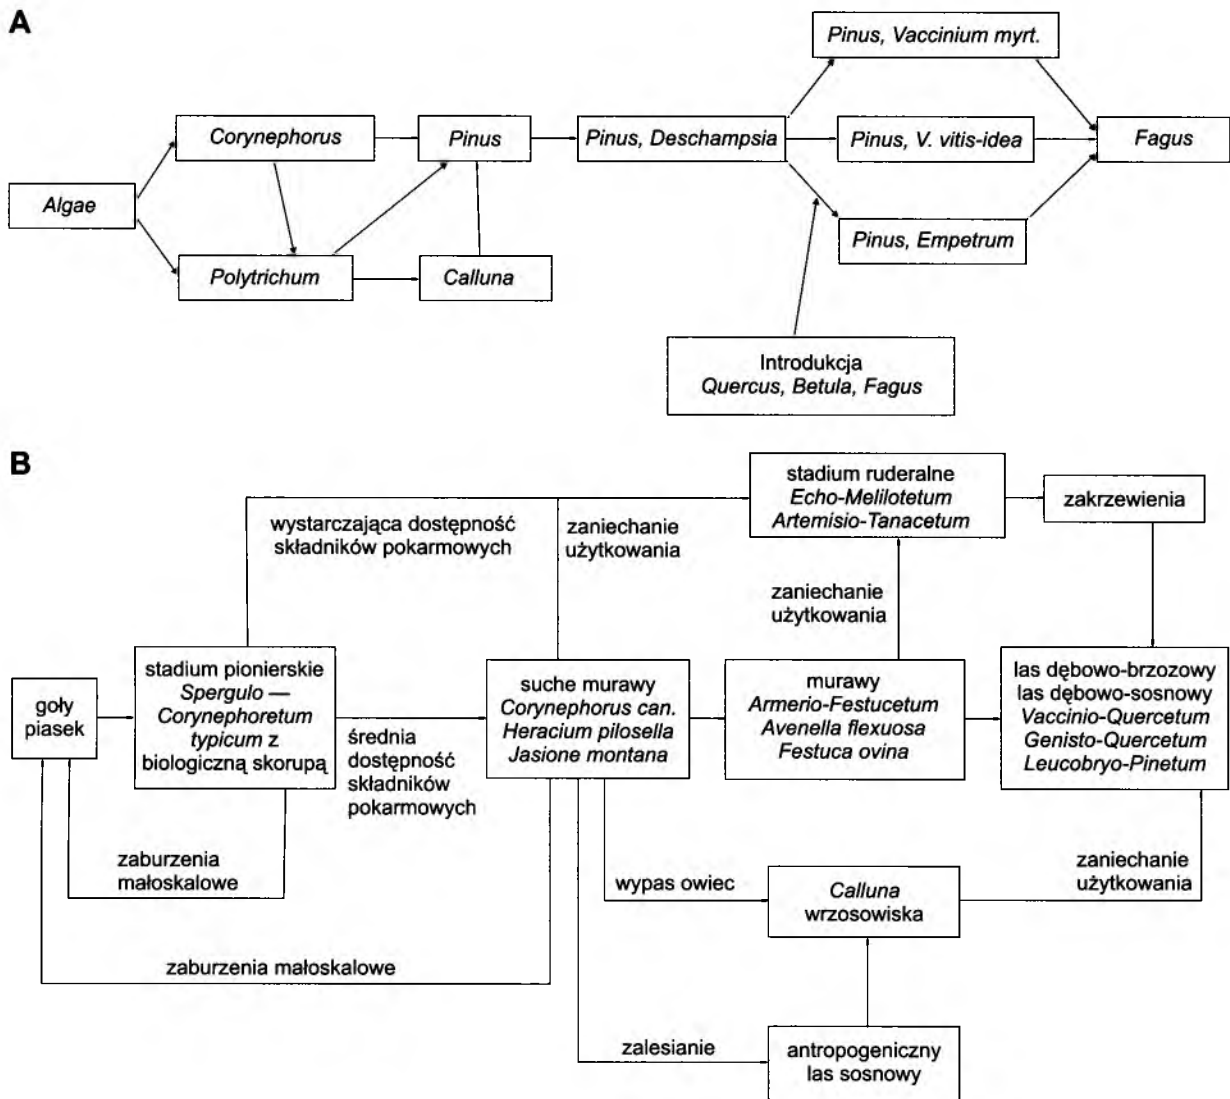 A
Pinus, Vaccinium myrt.
Corynephorus
Pinus
Pinus, Deschampsia
Pinus, V. vitis-idea
Fagus
Algae
Pinus, Empetrum
Polytrichum
Calluna
Introdukcja
Quercus, Betula, Fagus
B
stadium ruderalne
Echo-Melilotetum
Artemisio-Tanacetum
zakrzewienia
wystarczająca dostępność
składników pokarmowych
zaniechanie
użytkowania
zaniechanie
użytkowania
goły
piasek
stadium pionierskie
Spergulo —
Corynephoretum
typicum z
biologiczną skorupą
średnia
dostępność
składników
pokarmowych
suche murawy
Corynephorus can.
Heracium pilosella
Jasione montana
murawy
Armerio-Festucetum
Avenella flexuosa
Festuca ovina
las dębowo-brzozowy
las dębowo-sosnowy
Vaccinio-Quercetum
Genisto-Quercetum
Leucobryo-Pinetum
zaburzenia
małoskalowe
wypas owiec
Calluna
wrzosowiska
zaniechanie
użytkowania
zaburzenia małoskalowe
zalesianie
antropogeniczny
las sosnowy